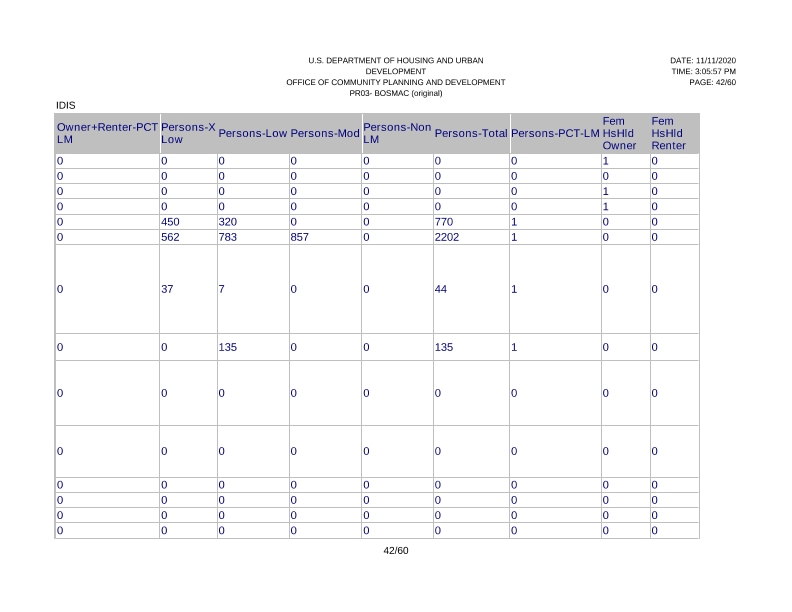 U.S. DEPARTMENT OF HOUSING AND URBAN
DEVELOPMENT
OFFICE OF COMMUNITY PLANNING AND DEVELOPMENT
PR03- BOSMAC (original)
DATE: 11/11/2020
TIME: 3:05:57 PM
PAGE: 42/60
IDIS
Owner+Renter-PCT LM Persons-X Low Persons-Low Persons-Mod Persons-Non LM Persons-Total Persons-PCT-LM Fem HsHld Owner Fem HsHld Renter
0 0 0 0 0 0 0 1 0
0 0 0 0 0 0 0 0 0
0 0 0 0 0 0 0 1 0
0 0 0 0 0 0 0 1 0
0 450 320 0 0 770 1 0 0
0 562 783 857 0 2202 1 0 0
0 37 7 0 0 44 1 0 0
0 0 135 0 0 135 1 0 0
0 0 0 0 0 0 0 0 0
0 0 0 0 0 0 0 0 0
0 0 0 0 0 0 0 0 0
0 0 0 0 0 0 0 0 0
0 0 0 0 0 0 0 0 0
0 0 0 0 0 0 0 0 0
42/60